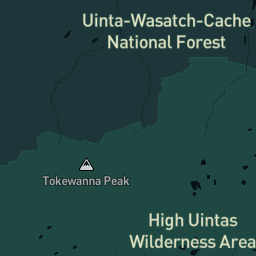 Uinta-Wasatch-Cache
National Forest
Tokewanna Peak
High Uintas
Wilderness Area